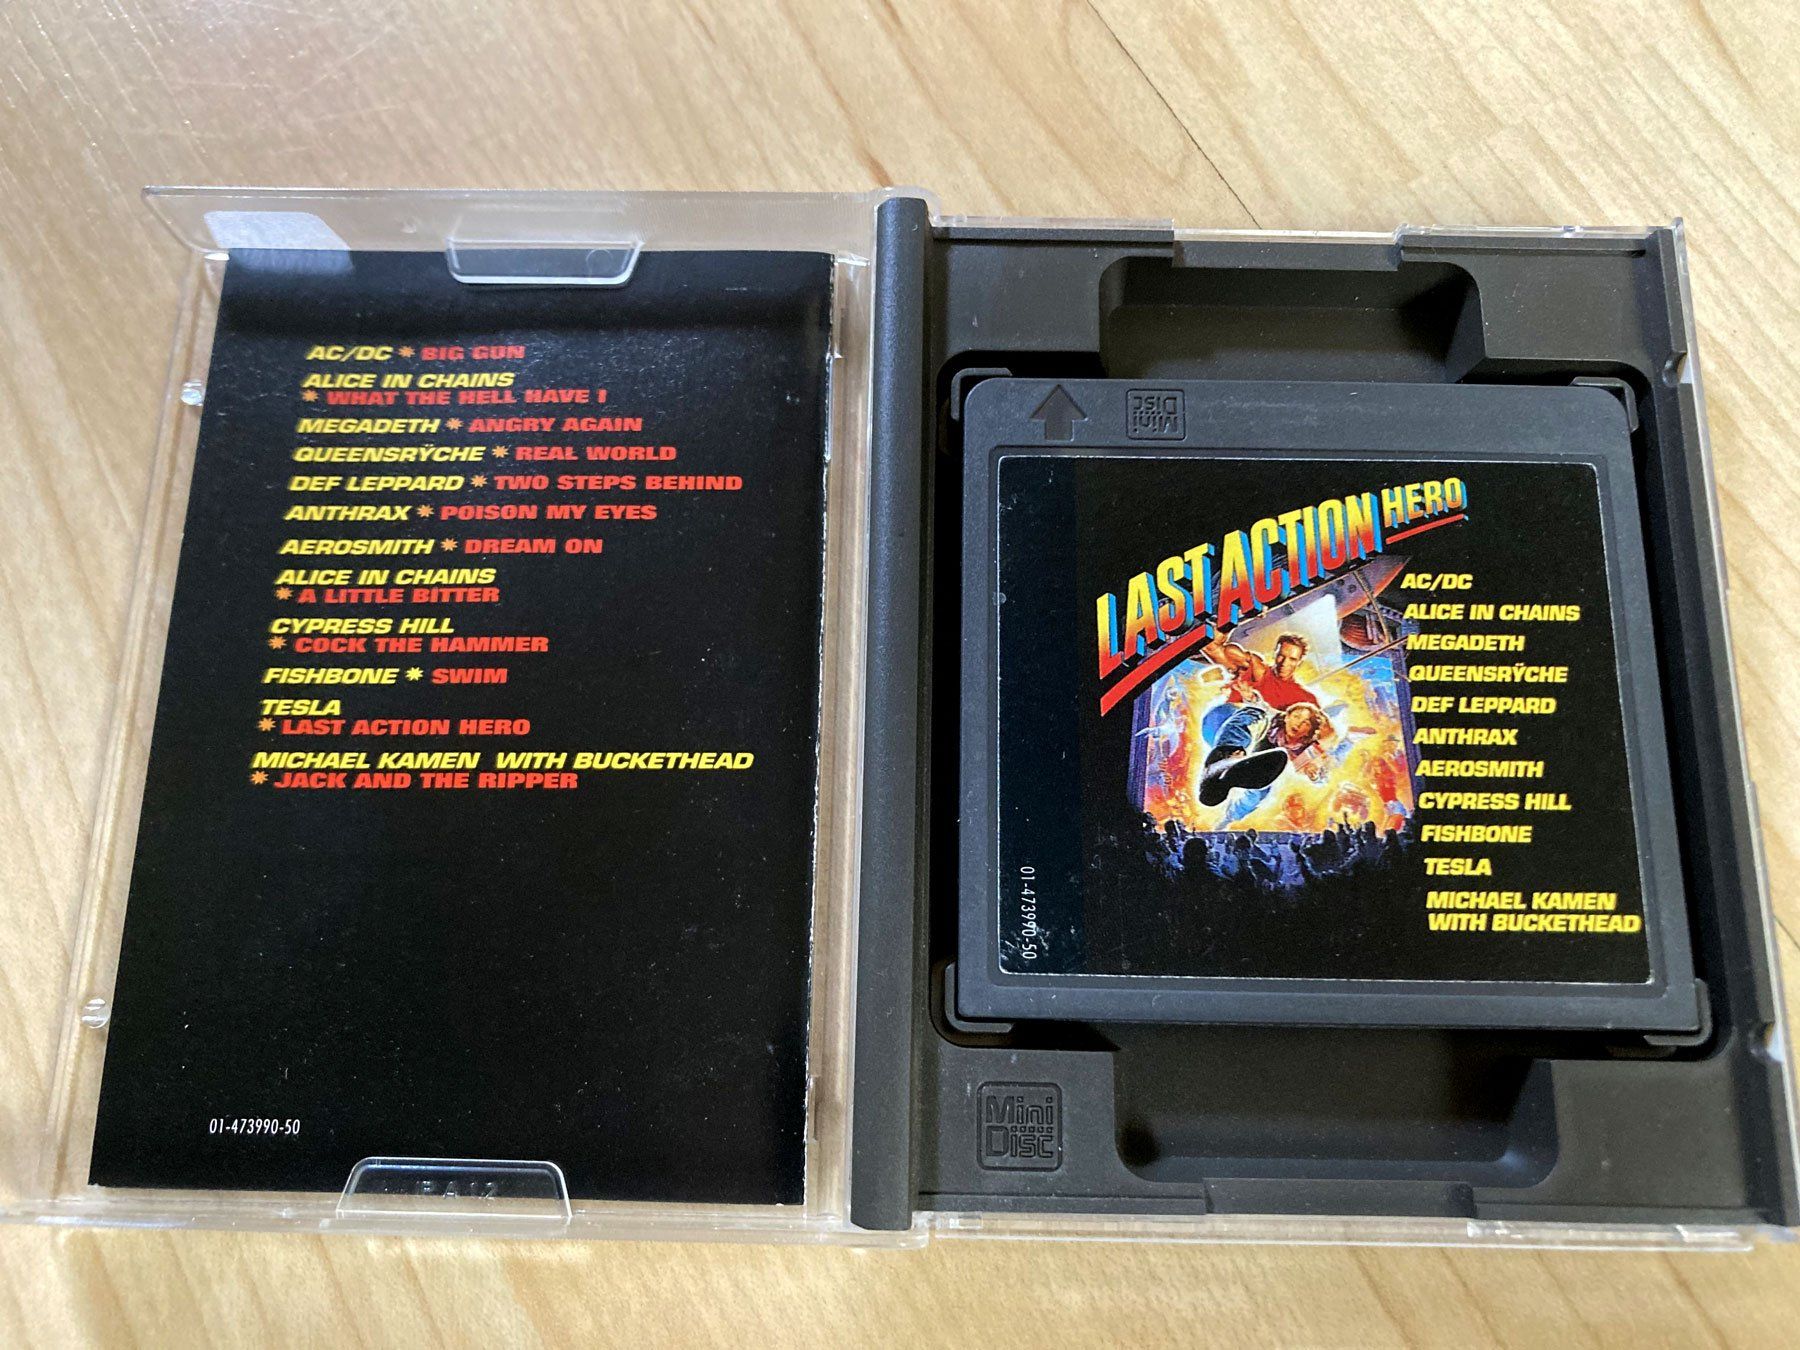 AC/DC * BIG GUN
ALICE IN CHAINS
* WHAT THE HELL HAVE I
MEGADETH * ANGRY AGAIN
QUEENSRŸCHE * REAL WORLD
DEF LEPPARD * TWO STEPS BEHIND
ANTHRAX * POISON MY EYES
AEROSMITH * DREAM ON
ALICE IN CHAINS
* A LITTLE BITTER
CYPRESS HILL
* COCK THE HAMMER
FISHBONE * SWIM
TESLA
* LAST ACTION HERO
MICHAEL KAMEN WITH BUCKETHEAD
* JACK AND THE RIPPER
01-473990-50
Mini
Disc
LAST ACTION HERO
AC/DC
ALICE IN CHAINS
MEGADETH
QUEENSRŸCHE
DEF LEPPARD
ANTHRAX
AEROSMITH
CYPRESS HILL
FISHBONE
TESLA
MICHAEL KAMEN
WITH BUCKETHEAD
01-473990-50
Mini
Disc